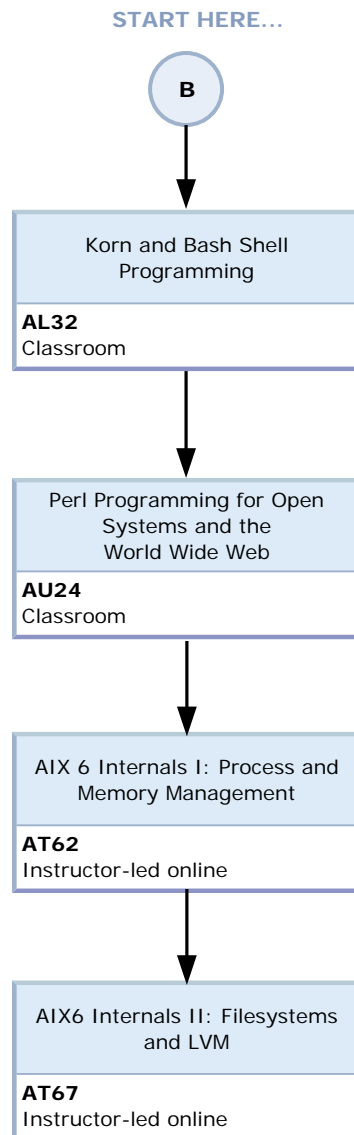 START HERE...
B
Korn and Bash Shell
Programming
AL32
Classroom
Perl Programming for Open
Systems and the
World Wide Web
AU24
Classroom
AIX 6 Internals I: Process and
Memory Management
AT62
Instructor-led online
AIX6 Internals II: Filesystems
and LVM
AT67
Instructor-led online